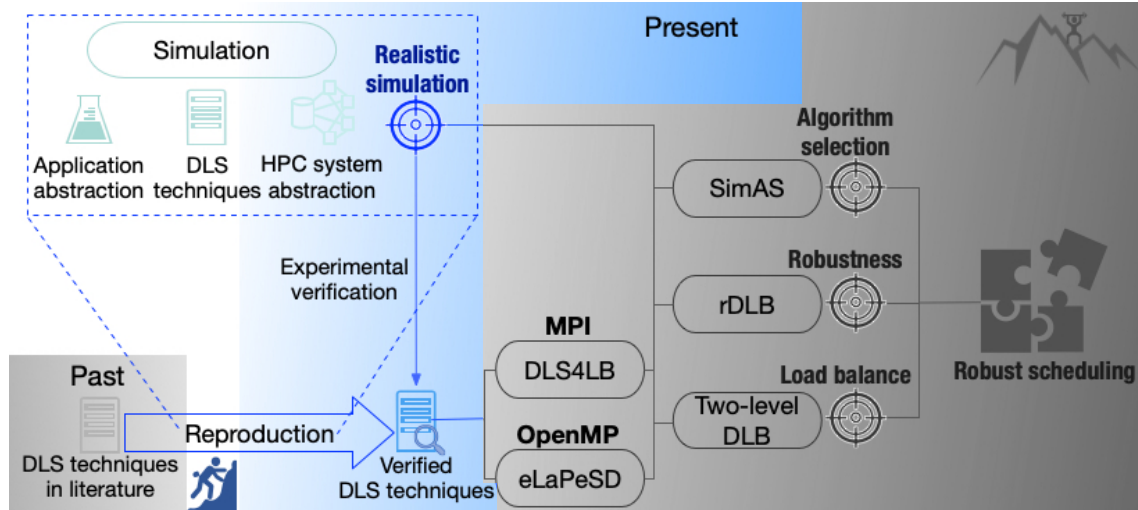 Simulation
Realistic
simulation
Present
Application
abstraction
DLS
techniques
HPC system
abstraction
Algorithm
selection
SimAS
Experimental
verification
Robustness
rDLB
MPI
DLS4LB
Load balance
Two-level
DLB
Robust scheduling
Past
DLS techniques
in literature
Reproduction
Verified
DLS techniques
OpenMP
eLaPeSD